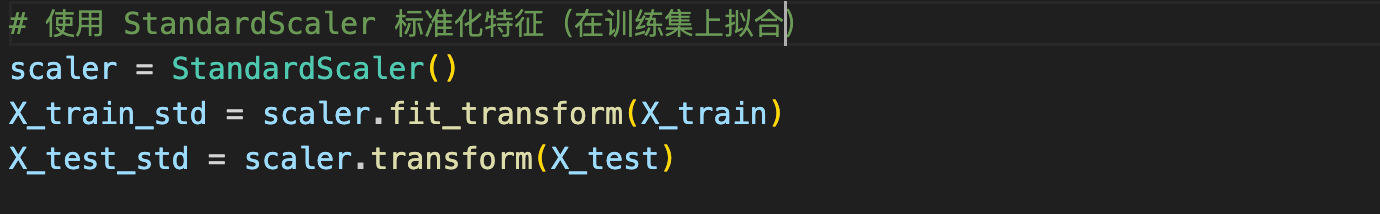 # 使用 StandardScaler 标准化特征（在训练集上拟合）
scaler = StandardScaler()
X_train_std = scaler.fit_transform(X_train)
X_test_std = scaler.transform(X_test)